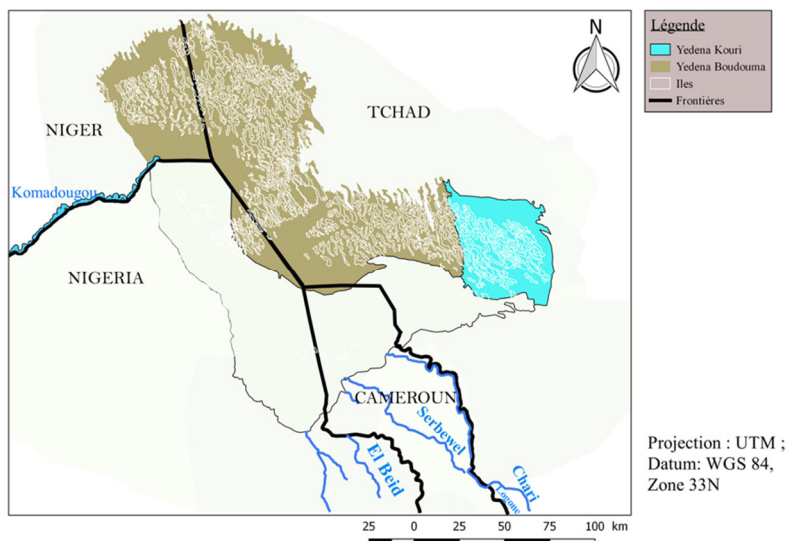 N
Légende
Yedena Kouri
Yedena Boudouma
Iles
Frontières
TCHAD
NIGER
Komadougou
NIGERIA
CAMEROUN
Serbewel
El Beid
Chari
Logone
Projection : UTM ;
Datum: WGS 84,
Zone 33N
25 0 25 50 75 100 km